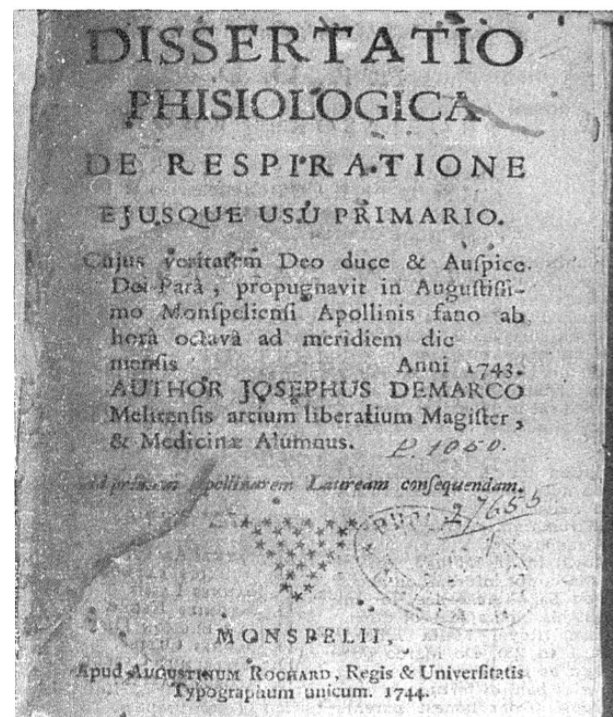 DISSERTATIO
PHISIOLOGICA
DE RESPIRATIONE
EJUSQUE USU PRIMARIO.
Cujus veritatem Deo duce & Auspice
Dei-Parâ, propugnavit in Augustissi-
mo Monspeliensi Apollinis fano ab
horâ octavâ ad meridiem die
mensis Anni 1743.
AUTHOR JOSEPHUS DEMARCO
Melitensis artium liberalium Magister,
& Medicinæ Alumnus. P. 1050.
Apollinarem Lauream consequendam.
27655
MONSPELII,
Apud AUGUSTINUM ROCHARD, Regis & Universitatis
Typographum unicum. 1744.